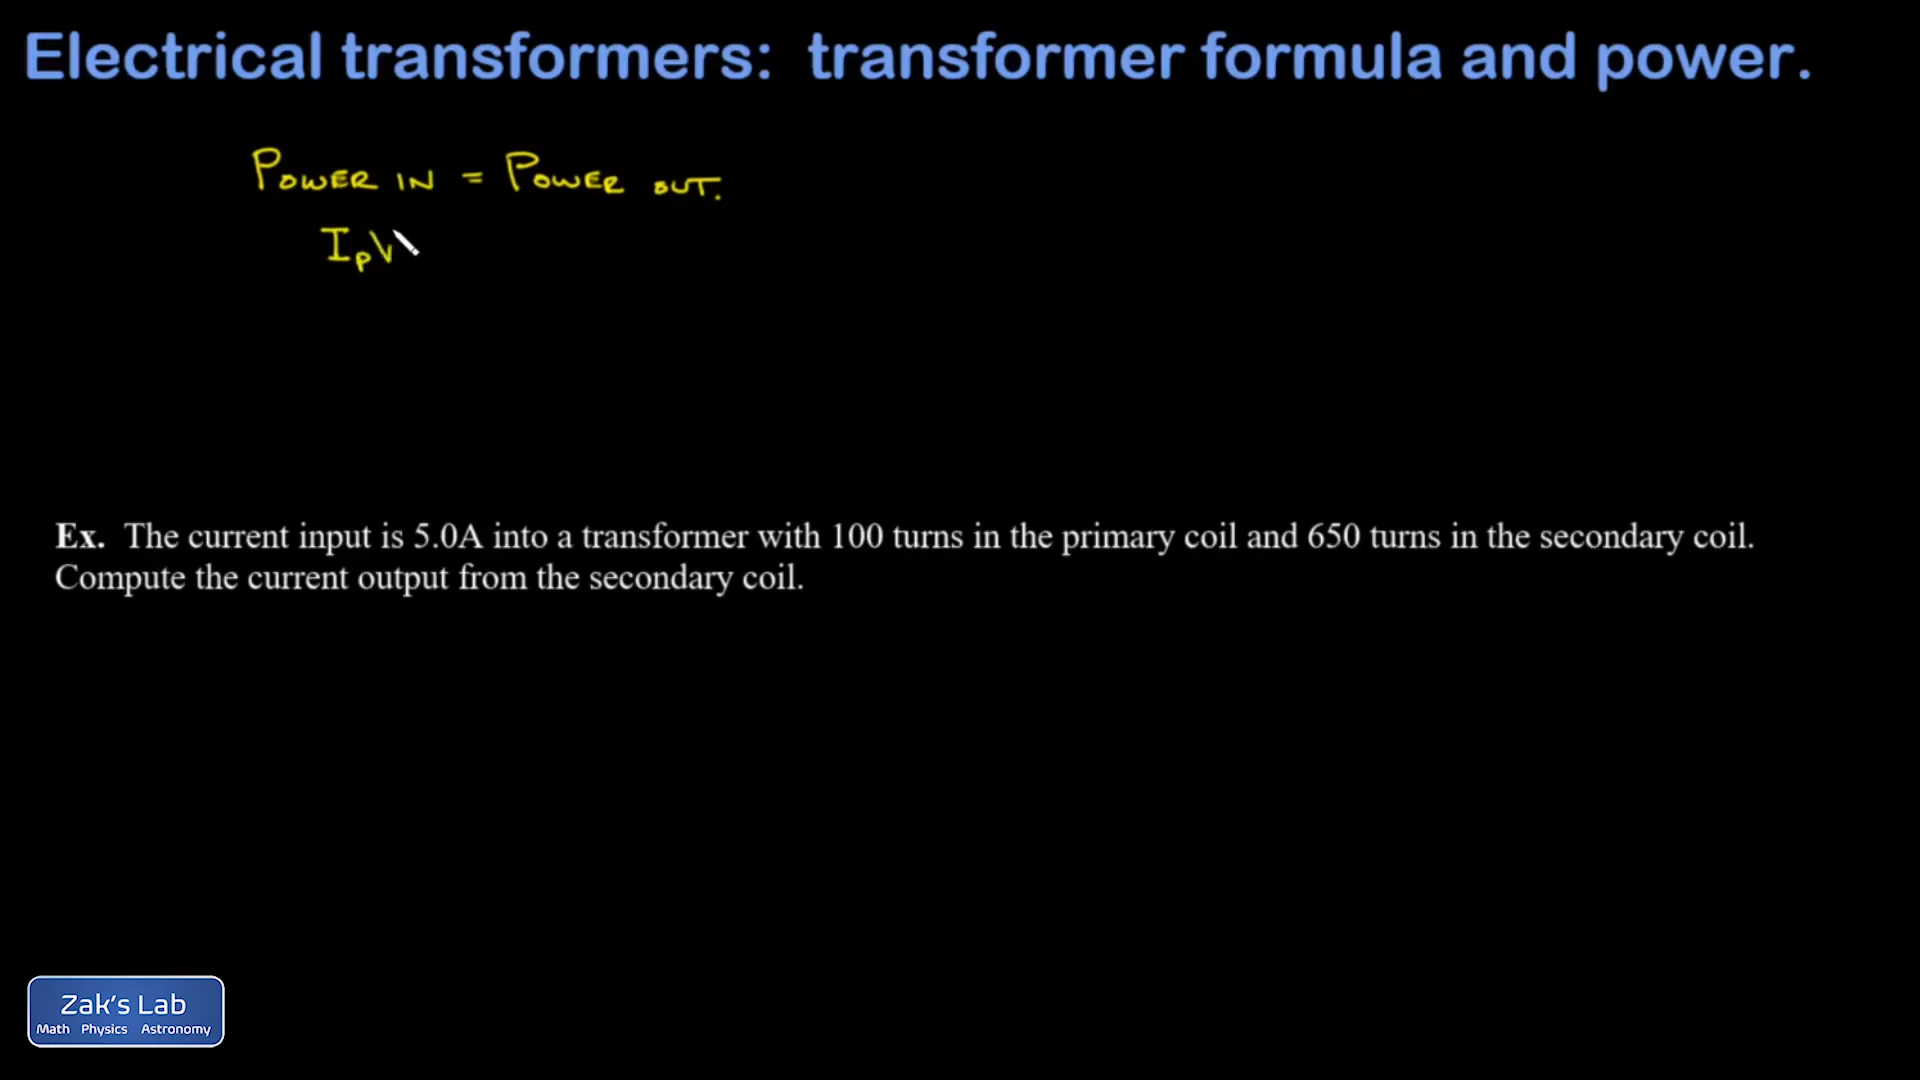 Electrical transformers: transformer formula and power.
POWER IN = POWER OUT.
IpV
Ex. The current input is 5.0A into a transformer with 100 turns in the primary coil and 650 turns in the secondary coil.
Compute the current output from the secondary coil.
Zak's Lab
Math Physics Astronomy